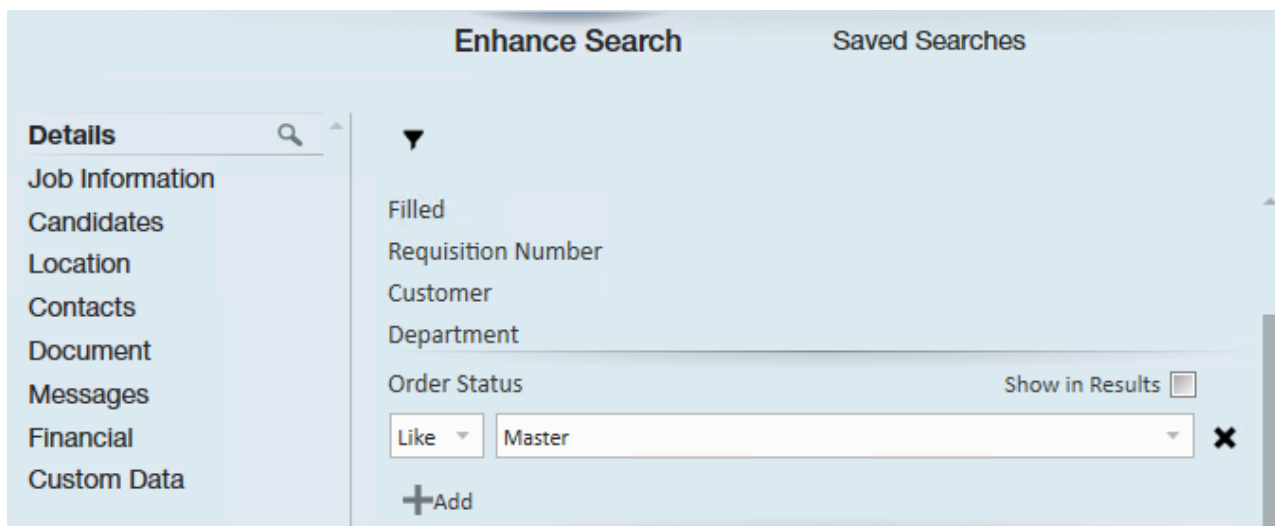 Enhance Search
Saved Searches
Details
Job Information
Candidates
Location
Contacts
Document
Messages
Financial
Custom Data
Filled
Requisition Number
Customer
Department
Order Status
Show in Results
Like
Master
Add